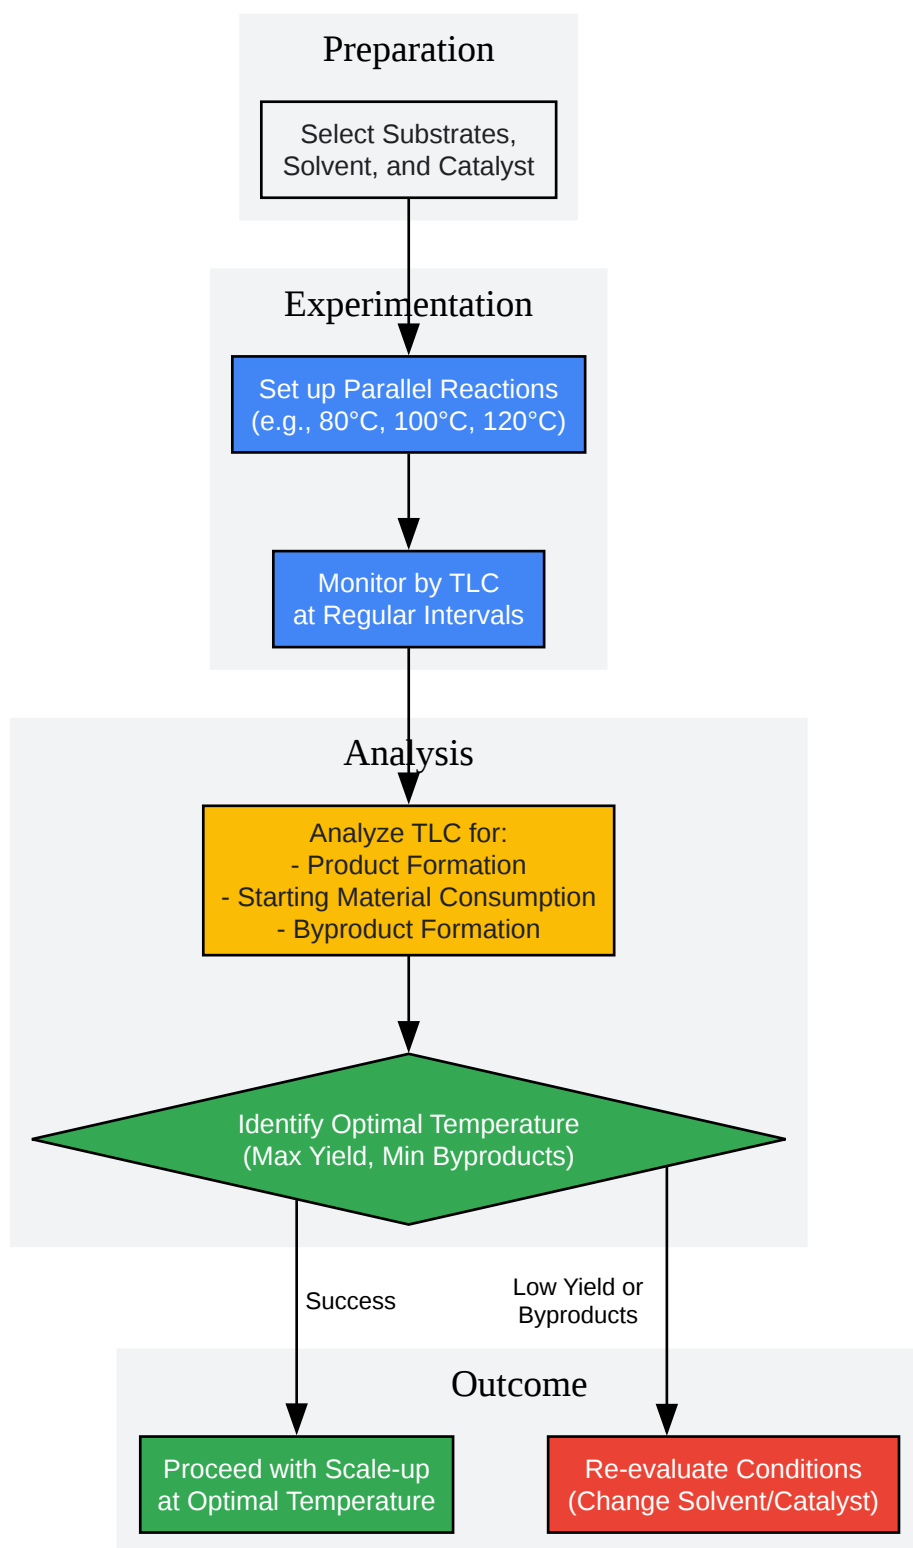 Preparation
Select Substrates,
Solvent, and Catalyst
Experimentation
Set up Parallel Reactions
(e.g., 80°C, 100°C, 120°C)
Monitor by TLC
at Regular Intervals
Analysis
Analyze TLC for:
- Product Formation
- Starting Material Consumption
- Byproduct Formation
Identify Optimal Temperature
(Max Yield, Min Byproducts)
Success
Low Yield or
Byproducts
Outcome
Proceed with Scale-up
at Optimal Temperature
Re-evaluate Conditions
(Change Solvent/Catalyst)